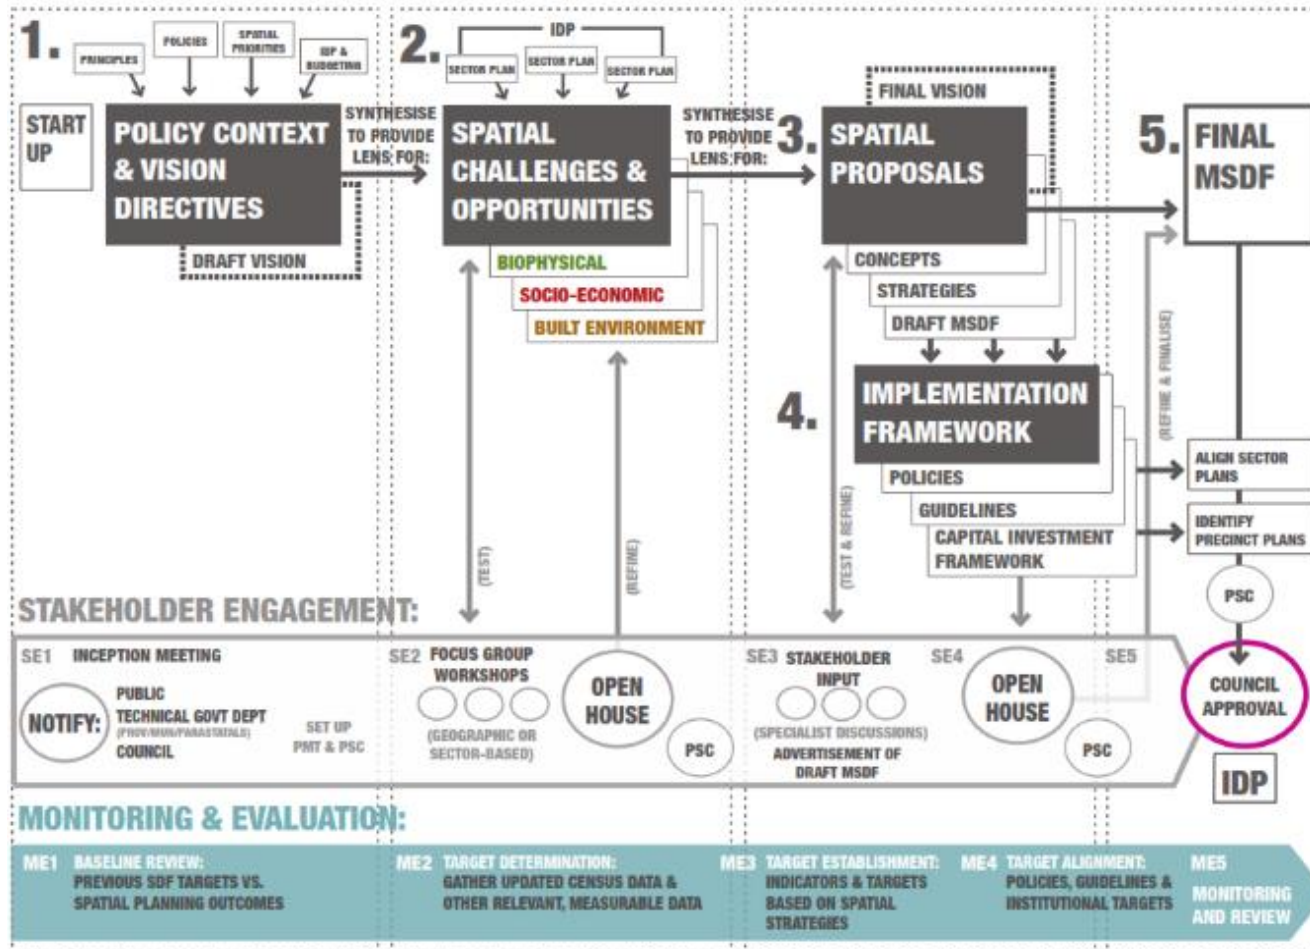 1.
PRINCIPLES
POLICIES
SPATIAL
PRIORITIES
IDP &
BUDGETING
START
UP
POLICY CONTEXT
& VISION
DIRECTIVES
DRAFT VISION
SYNTHESISE
TO PROVIDE
LENS FOR:
2.
IDP
SECTOR PLAN
SECTOR PLAN
SECTOR PLAN
SPATIAL
CHALLENGES &
OPPORTUNITIES
BIOPHYSICAL
SOCIO-ECONOMIC
BUILT ENVIRONMENT
(TEST)
(REFINE)
SYNTHESISE
TO PROVIDE
LENS FOR:
3.
FINAL VISION
SPATIAL
PROPOSALS
CONCEPTS
STRATEGIES
DRAFT MSDF
4.
IMPLEMENTATION
FRAMEWORK
POLICIES
GUIDELINES
CAPITAL INVESTMENT
FRAMEWORK
(TEST & REFINE)
(REFINE & FINALISE)
5.
FINAL
MSDF
ALIGN SECTOR
PLANS
IDENTIFY
PRECINCT PLANS
PSC
COUNCIL
APPROVAL
IDP
STAKEHOLDER ENGAGEMENT:
SE1 INCEPTION MEETING
NOTIFY:
PUBLIC
TECHNICAL GOVT DEPT
(PROV/MUN/PARASTATALS)
COUNCIL
SET UP
PMT & PSC
SE2 FOCUS GROUP
WORKSHOPS
(GEOGRAPHIC OR
SECTOR-BASED)
OPEN
HOUSE
PSC
SE3 STAKEHOLDER
INPUT
(SPECIALIST DISCUSSIONS)
ADVERTISEMENT OF
DRAFT MSDF
SE4
OPEN
HOUSE
PSC
SE5
MONITORING & EVALUATION:
ME1 BASELINE REVIEW:
PREVIOUS SDF TARGETS VS.
SPATIAL PLANNING OUTCOMES
ME2 TARGET DETERMINATION:
GATHER UPDATED CENSUS DATA &
OTHER RELEVANT, MEASURABLE DATA
ME3 TARGET ESTABLISHMENT:
INDICATORS & TARGETS
BASED ON SPATIAL
STRATEGIES
ME4 TARGET ALIGNMENT:
POLICIES, GUIDELINES &
INSTITUTIONAL TARGETS
ME5
MONITORING
AND REVIEW